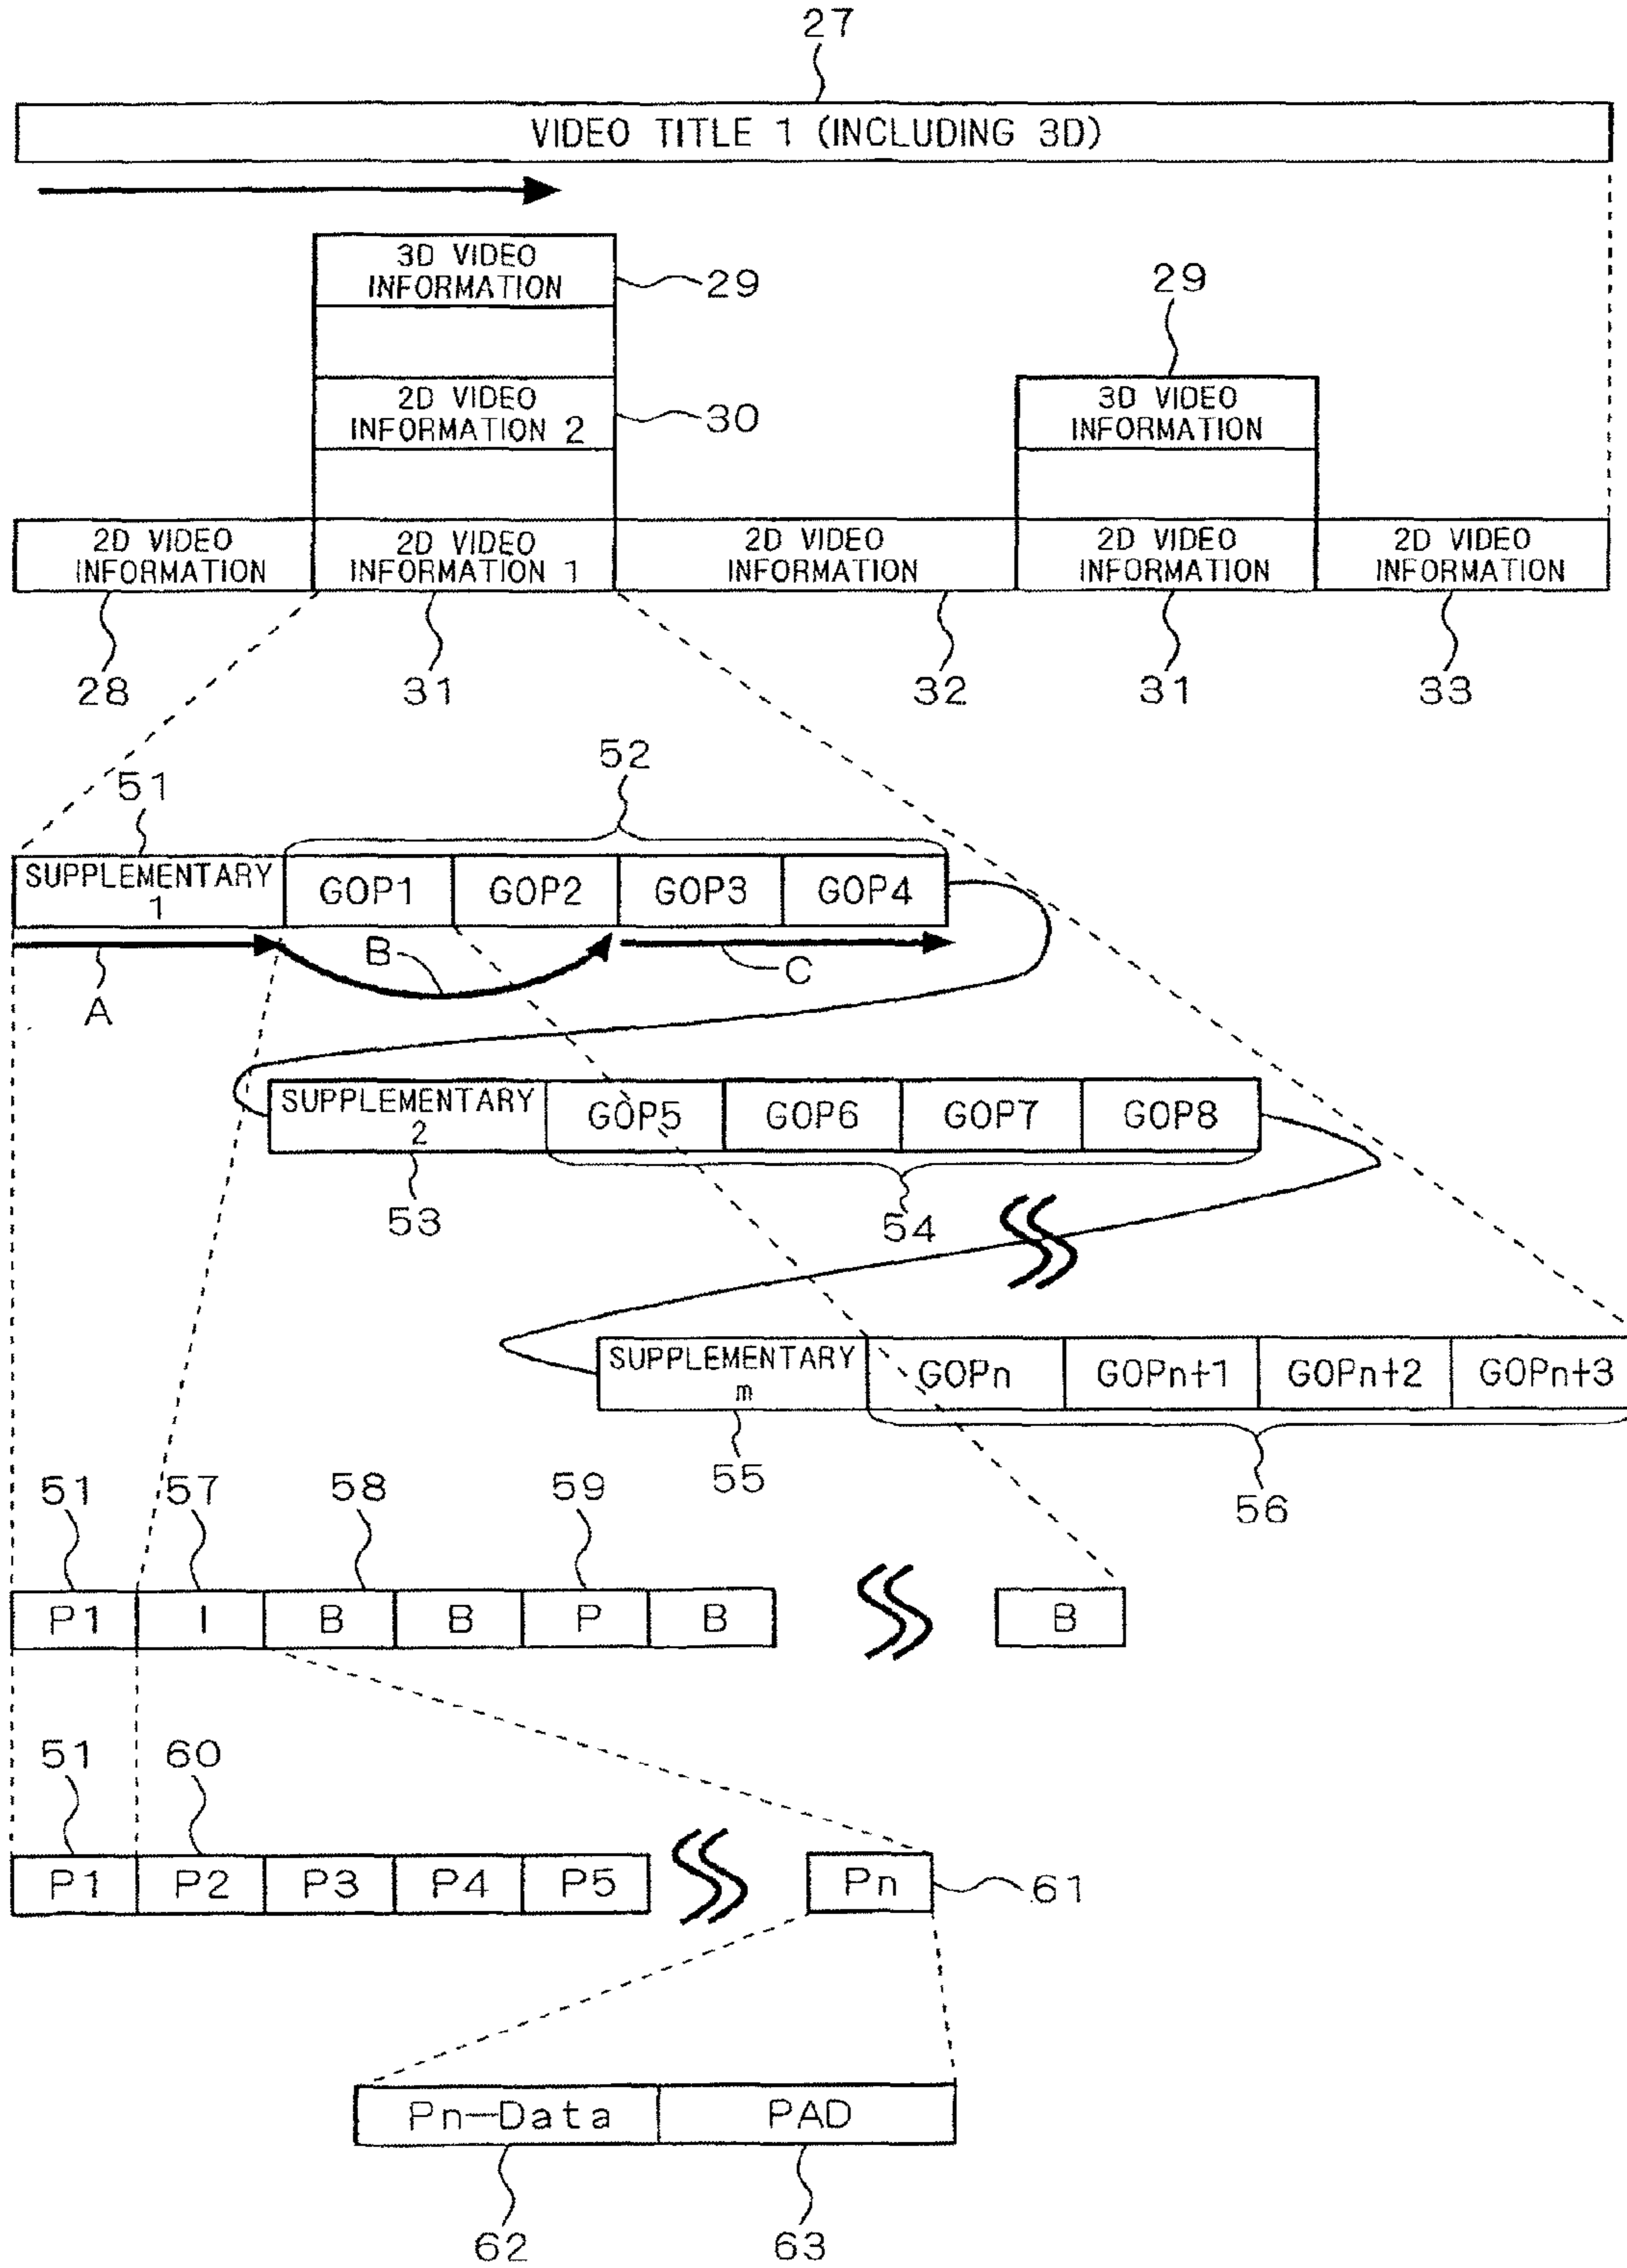 27
VIDEO TITLE 1 (INCLUDING 3D)
3D VIDEO
INFORMATION
29
29
2D VIDEO
INFORMATION 2
30
3D VIDEO
INFORMATION
2D VIDEO
INFORMATION
2D VIDEO
INFORMATION 1
2D VIDEO
INFORMATION
2D VIDEO
INFORMATION
2D VIDEO
INFORMATION
28
31
32
31
33
52
51
SUPPLEMENTARY
1
GOP1
GOP2
GOP3
GOP4
A
B
C
SUPPLEMENTARY
2
GOP5
GOP6
GOP7
GOP8
53
54
SUPPLEMENTARY
m
GOPn
GOPn+1
GOPn+2
GOPn+3
55
56
51
57
58
59
P1
I
B
B
P
B
B
51
60
P1
P2
P3
P4
P5
Pn
61
Pn-Data
PAD
62
63